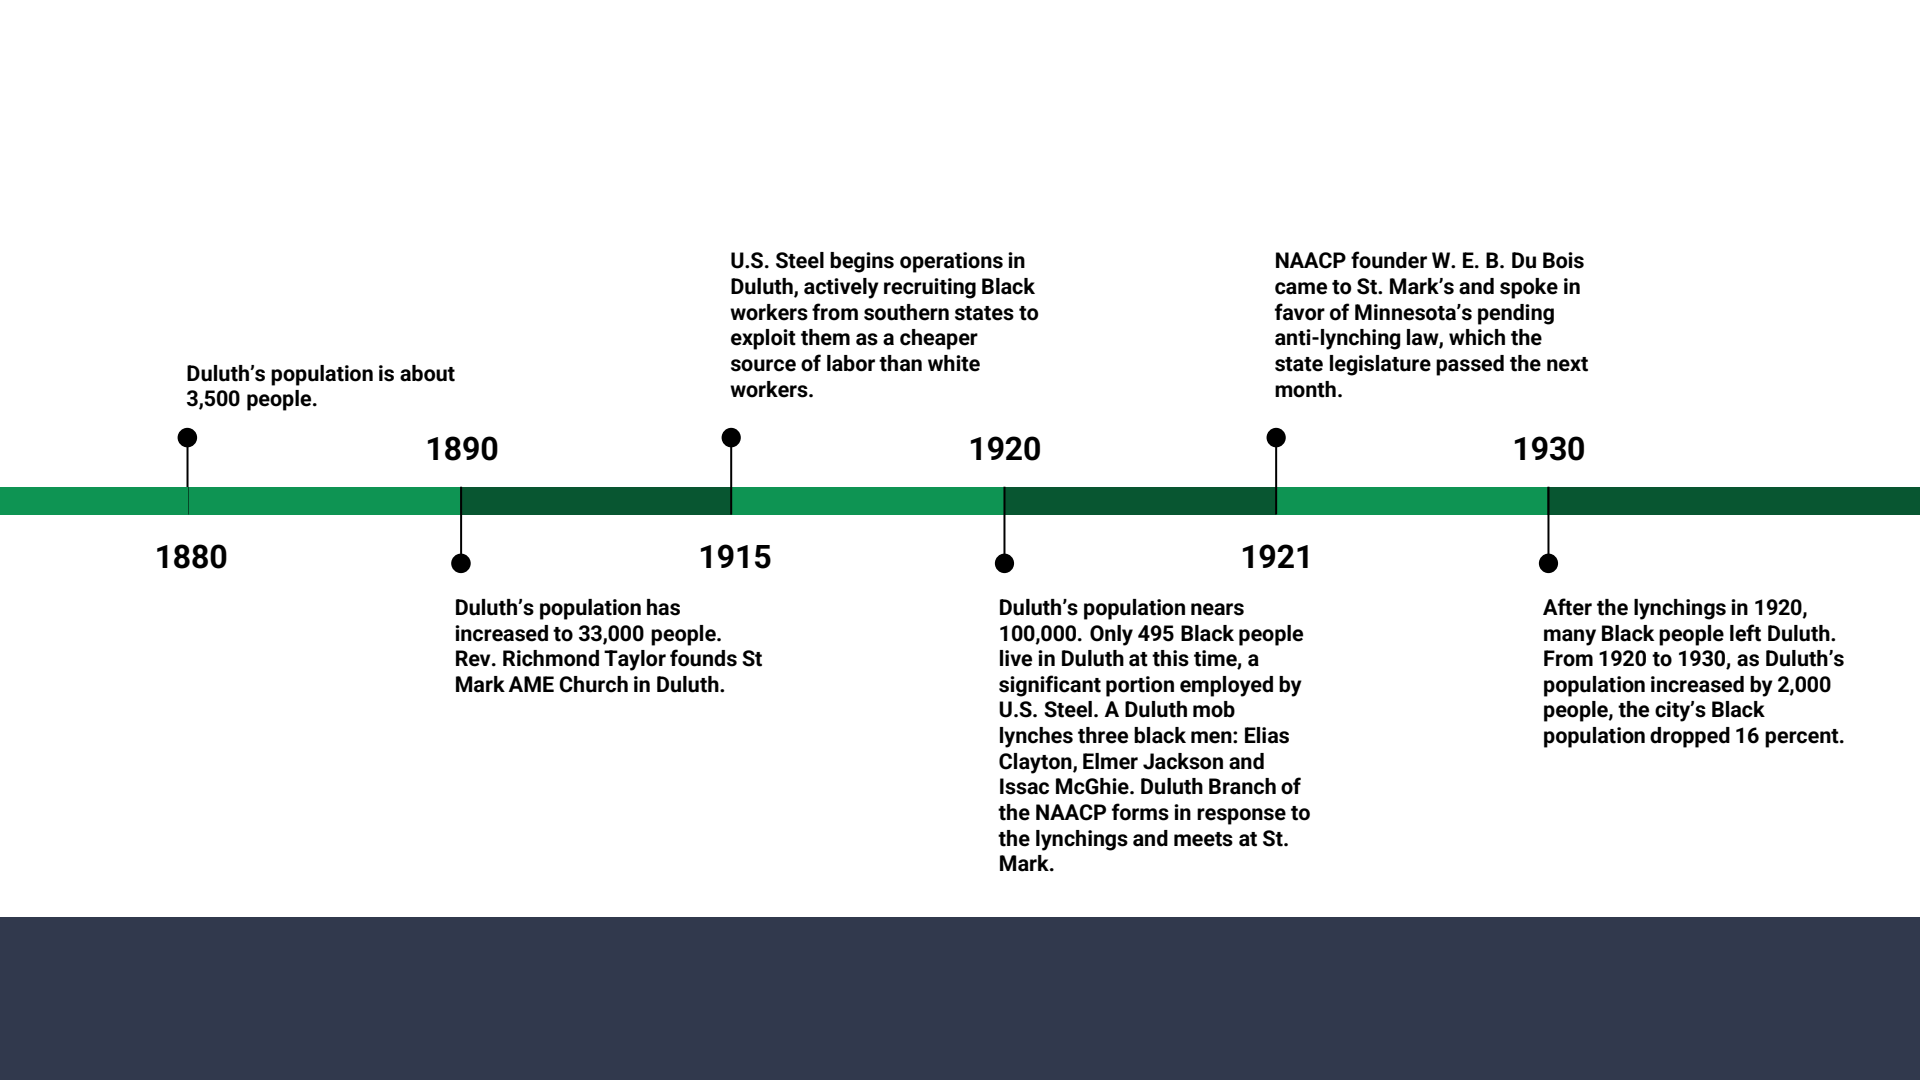 Duluth’s population is about
3,500 people.
1880
1890
Duluth’s population has
increased to 33,000 people.
Rev. Richmond Taylor founds St
Mark AME Church in Duluth.
U.S. Steel begins operations in
Duluth, actively recruiting Black
workers from southern states to
exploit them as a cheaper
source of labor than white
workers.
1915
1920
Duluth’s population nears
100,000. Only 495 Black people
live in Duluth at this time, a
significant portion employed by
U.S. Steel. A Duluth mob
lynches three black men: Elias
Clayton, Elmer Jackson and
Issac McGhie. Duluth Branch of
the NAACP forms in response to
the lynchings and meets at St.
Mark.
NAACP founder W. E. B. Du Bois
came to St. Mark’s and spoke in
favor of Minnesota’s pending
anti-lynching law, which the
state legislature passed the next
month.
1921
1930
After the lynchings in 1920,
many Black people left Duluth.
From 1920 to 1930, as Duluth’s
population increased by 2,000
people, the city’s Black
population dropped 16 percent.